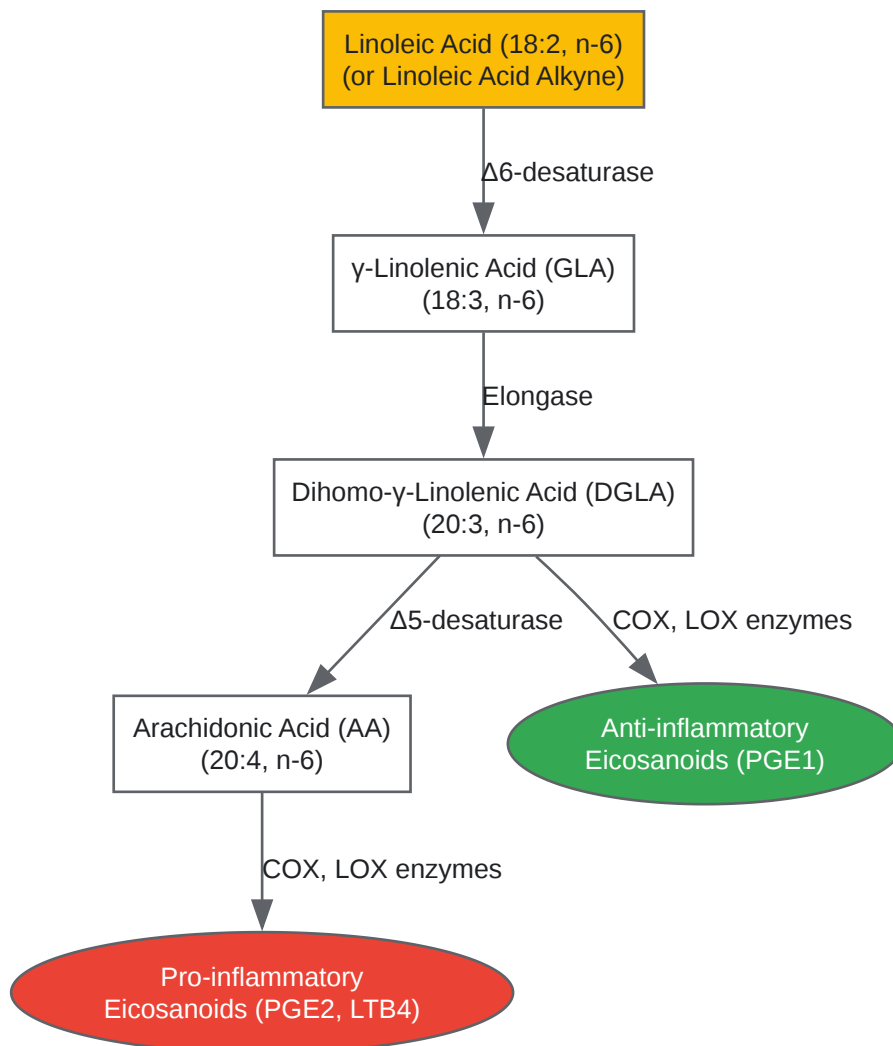 Linoleic Acid (18:2, n-6)
(or Linoleic Acid Alkyne)
Δ6-desaturase
γ-Linolenic Acid (GLA)
(18:3, n-6)
Elongase
Dihomo-γ-Linolenic Acid (DGLA)
(20:3, n-6)
Δ5-desaturase
COX, LOX enzymes
Arachidonic Acid (AA)
(20:4, n-6)
Anti-inflammatory
Eicosanoids (PGE1)
COX, LOX enzymes
Pro-inflammatory
Eicosanoids (PGE2, LTB4)